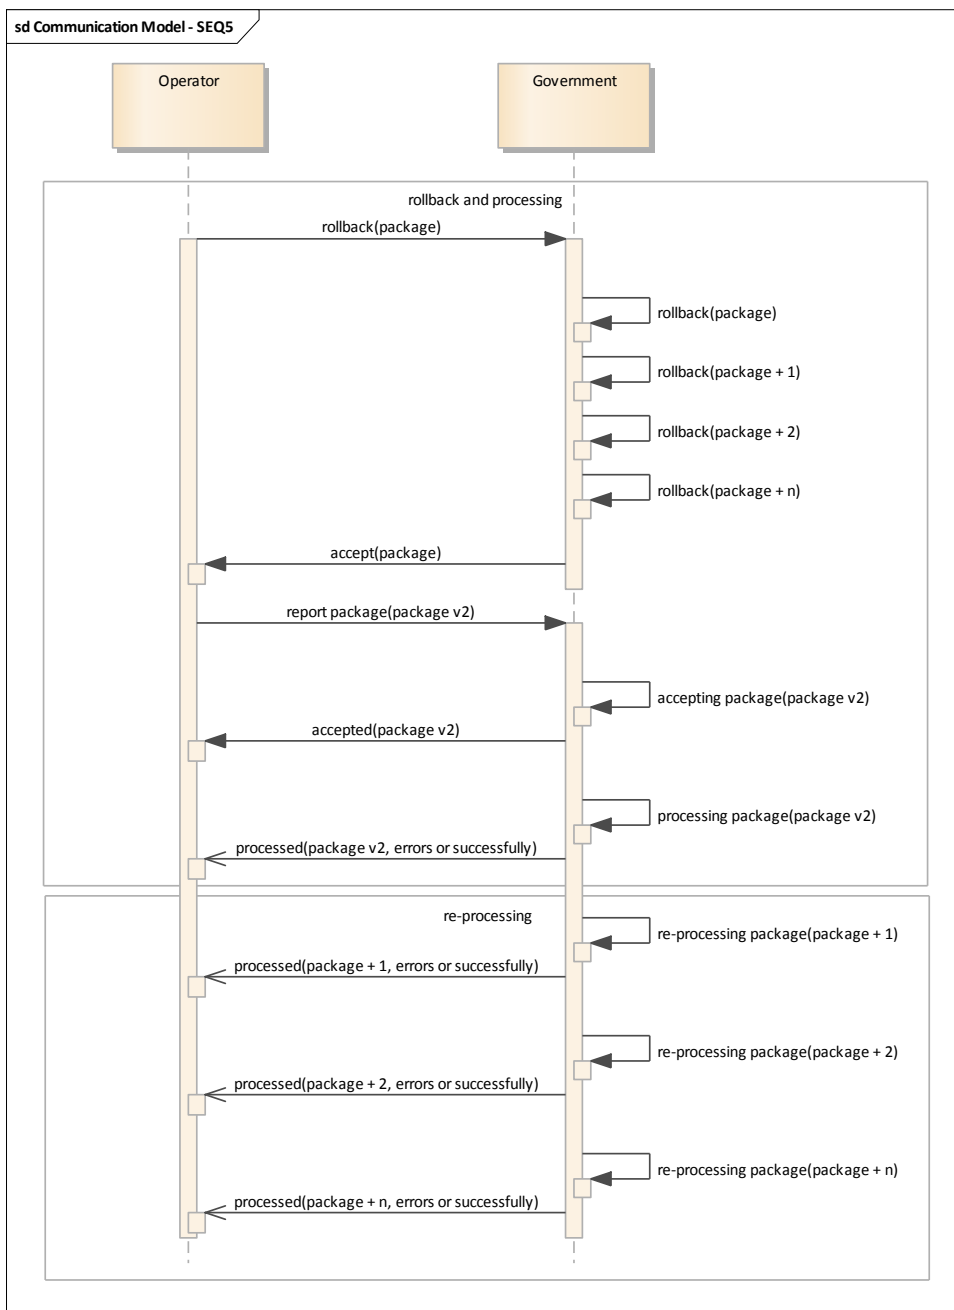 sd Communication Model - SEQ5
Operator
Government
rollback and processing
rollback(package)
rollback(package)
rollback(package + 1)
rollback(package + 2)
rollback(package + n)
accept(package)
report package(package v2)
accepting package(package v2)
accepted(package v2)
processing package(package v2)
processed(package v2, errors or successfully)
re-processing
re-processing package(package + 1)
processed(package + 1, errors or successfully)
re-processing package(package + 2)
processed(package + 2, errors or successfully)
re-processing package(package + n)
processed(package + n, errors or successfully)